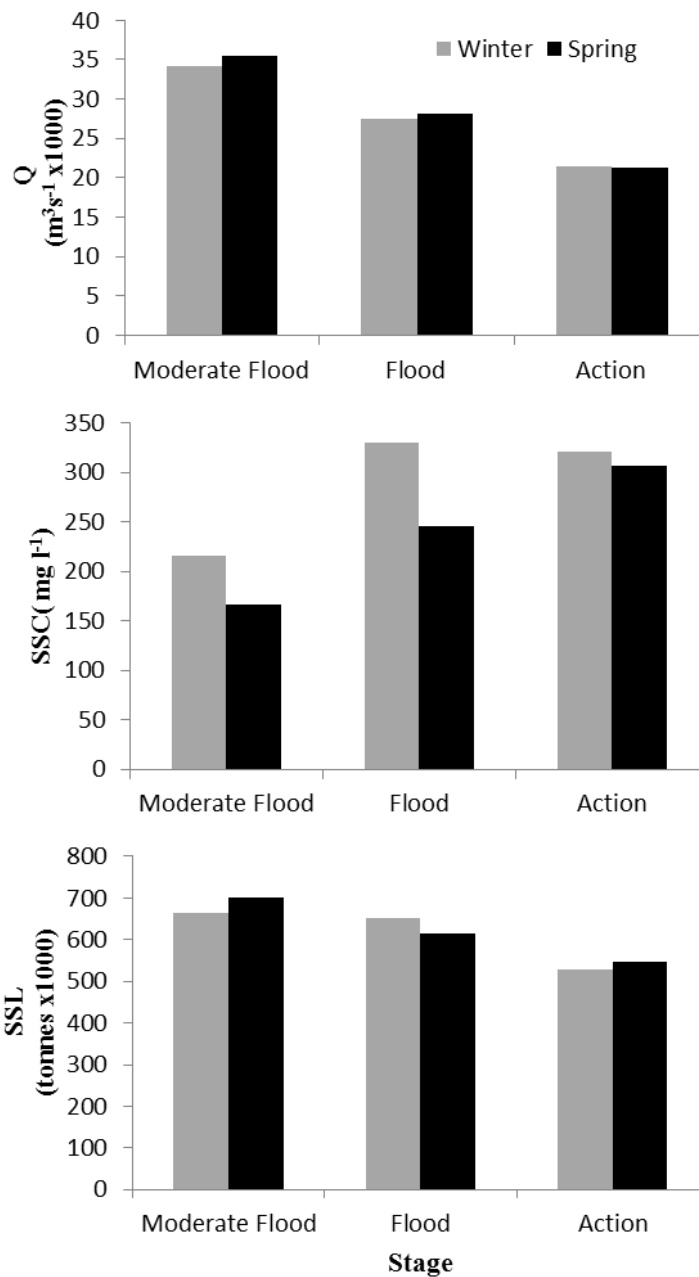 40
35
30
25
20
15
10
5
0
Q
(m³s⁻¹ x1000)
Winter Spring
Moderate Flood Flood Action
350
300
250
200
150
100
50
0
SSC( mg l⁻¹)
Moderate Flood Flood Action
800
700
600
500
400
300
200
100
0
SSL
(tonnes x1000)
Moderate Flood Flood Action
Stage